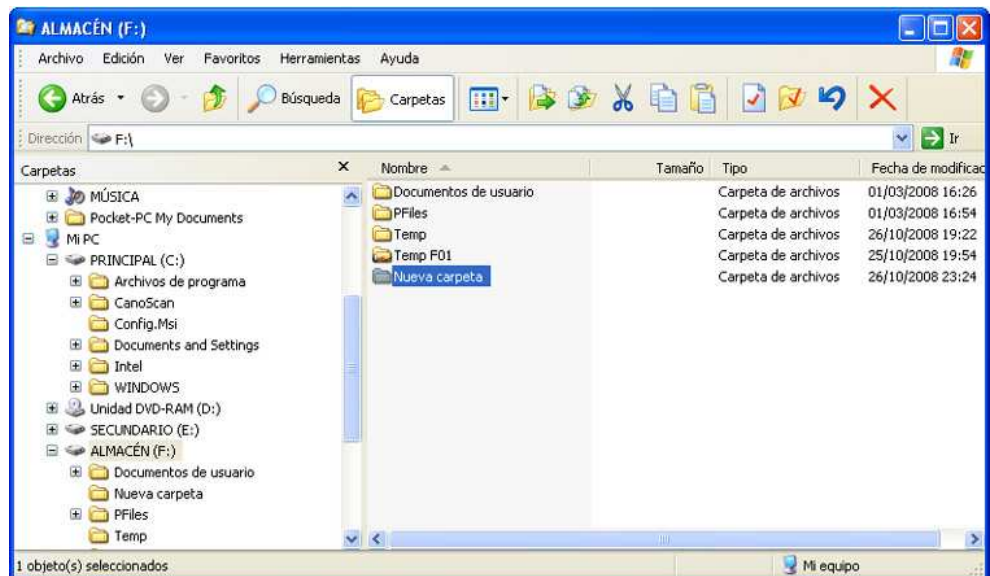 ALMACÉN (F:)
Archivo Edición Ver Favoritos Herramientas Ayuda
Atrás Búsqueda Carpetas
Dirección F:\ Ir
Carpetas
MÚSICA
Pocket-PC My Documents
Mi PC
PRINCIPAL (C:)
Archivos de programa
CanoScan
Config.Msi
Documents and Settings
Intel
WINDOWS
Unidad DVD-RAM (D:)
SECUNDARIO (E:)
ALMACÉN (F:)
Documentos de usuario
Nueva carpeta
PFiles
Temp
Nombre Tamaño Tipo Fecha de modificac
Documentos de usuario Carpeta de archivos 01/03/2008 16:26
PFiles Carpeta de archivos 01/03/2008 16:54
Temp Carpeta de archivos 26/10/2008 19:22
Temp F01 Carpeta de archivos 25/10/2008 19:54
Nueva carpeta Carpeta de archivos 26/10/2008 23:24
1 objeto(s) seleccionados Mi equipo